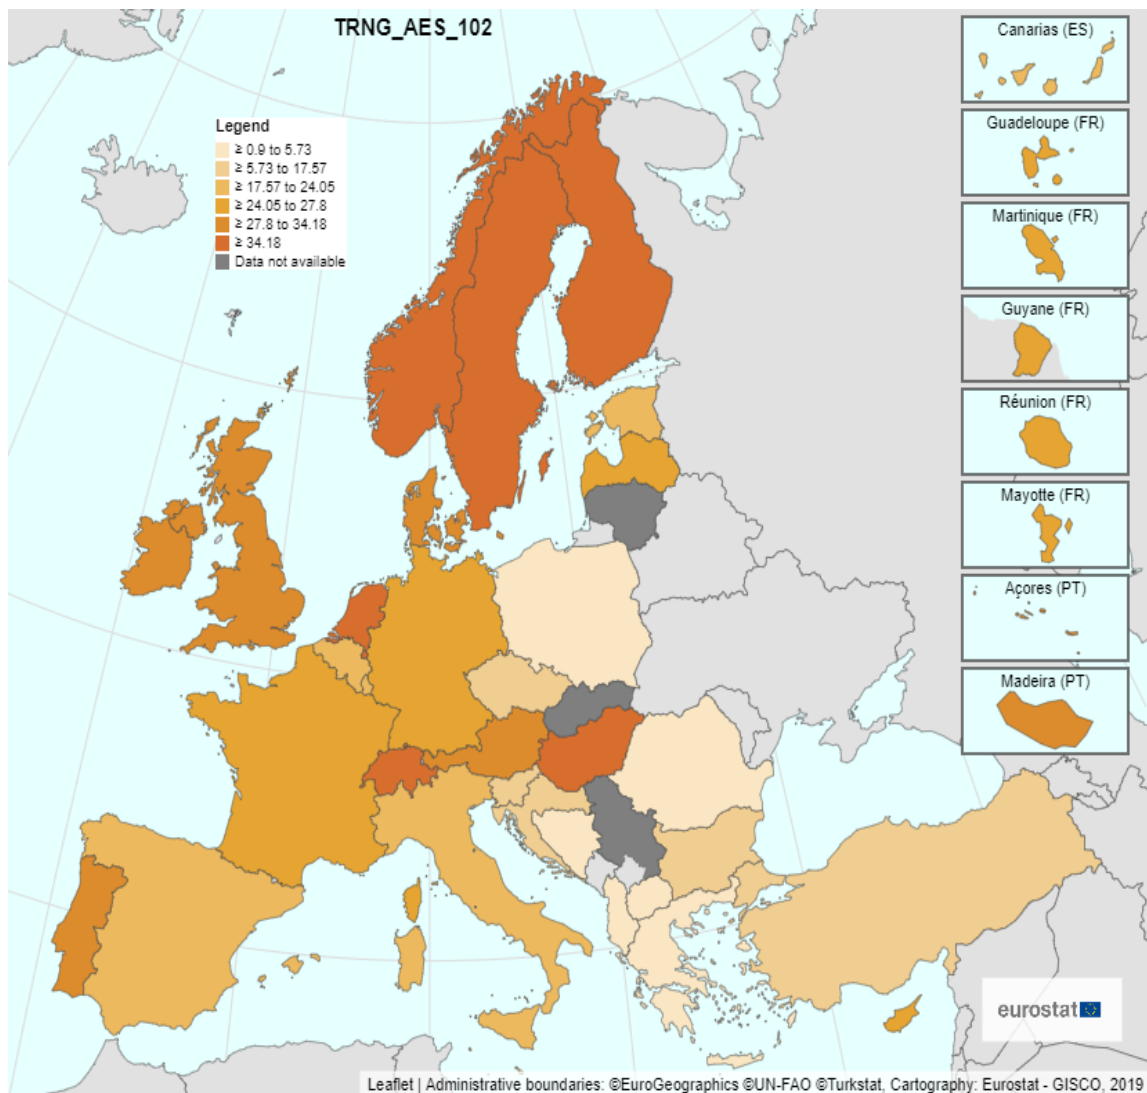 TRNG_AES_102
Legend
≥ 0.9 to 5.73
≥ 5.73 to 17.57
≥ 17.57 to 24.05
≥ 24.05 to 27.8
≥ 27.8 to 34.18
≥ 34.18
Data not available
Canarias (ES)
Guadeloupe (FR)
Martinique (FR)
Guyane (FR)
Réunion (FR)
Mayotte (FR)
Açores (PT)
Madeira (PT)
eurostat
Leaflet | Administrative boundaries: ©EuroGeographics ©UN-FAO ©Turkstat, Cartography: Eurostat - GISCO, 2019